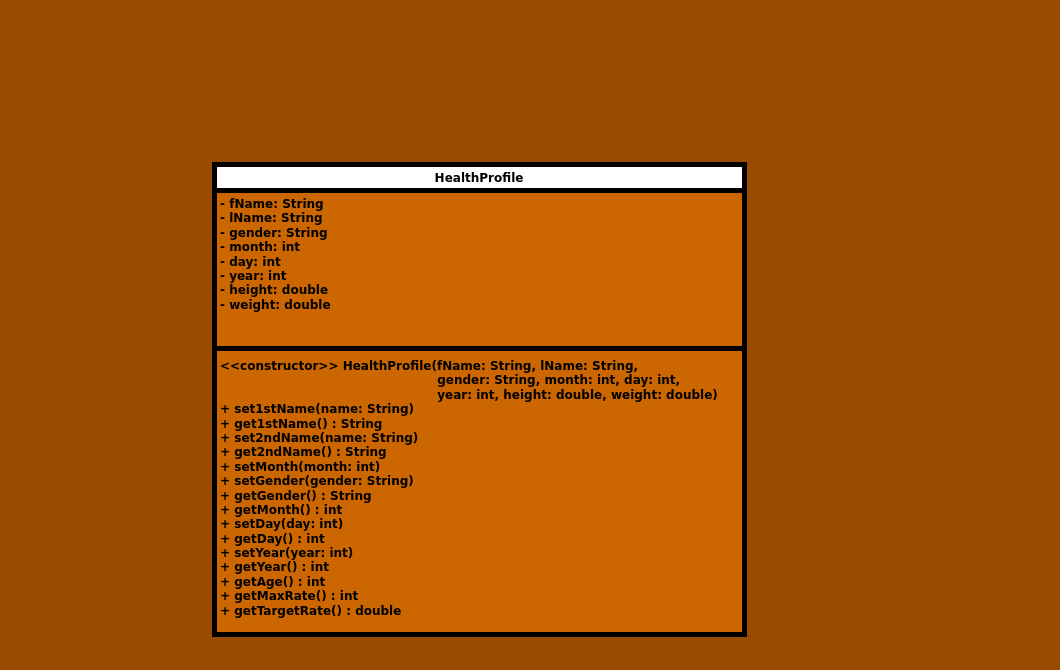 HealthProfile
- fName: String
- lName: String
- gender: String
- month: int
- day: int
- year: int
- height: double
- weight: double
<<constructor>> HealthProfile(fName: String, lName: String,
gender: String, month: int, day: int,
year: int, height: double, weight: double)
+ set1stName(name: String)
+ get1stName() : String
+ set2ndName(name: String)
+ get2ndName() : String
+ setMonth(month: int)
+ setGender(gender: String)
+ getGender() : String
+ getMonth() : int
+ setDay(day: int)
+ getDay() : int
+ setYear(year: int)
+ getYear() : int
+ getAge() : int
+ getMaxRate() : int
+ getTargetRate() : double